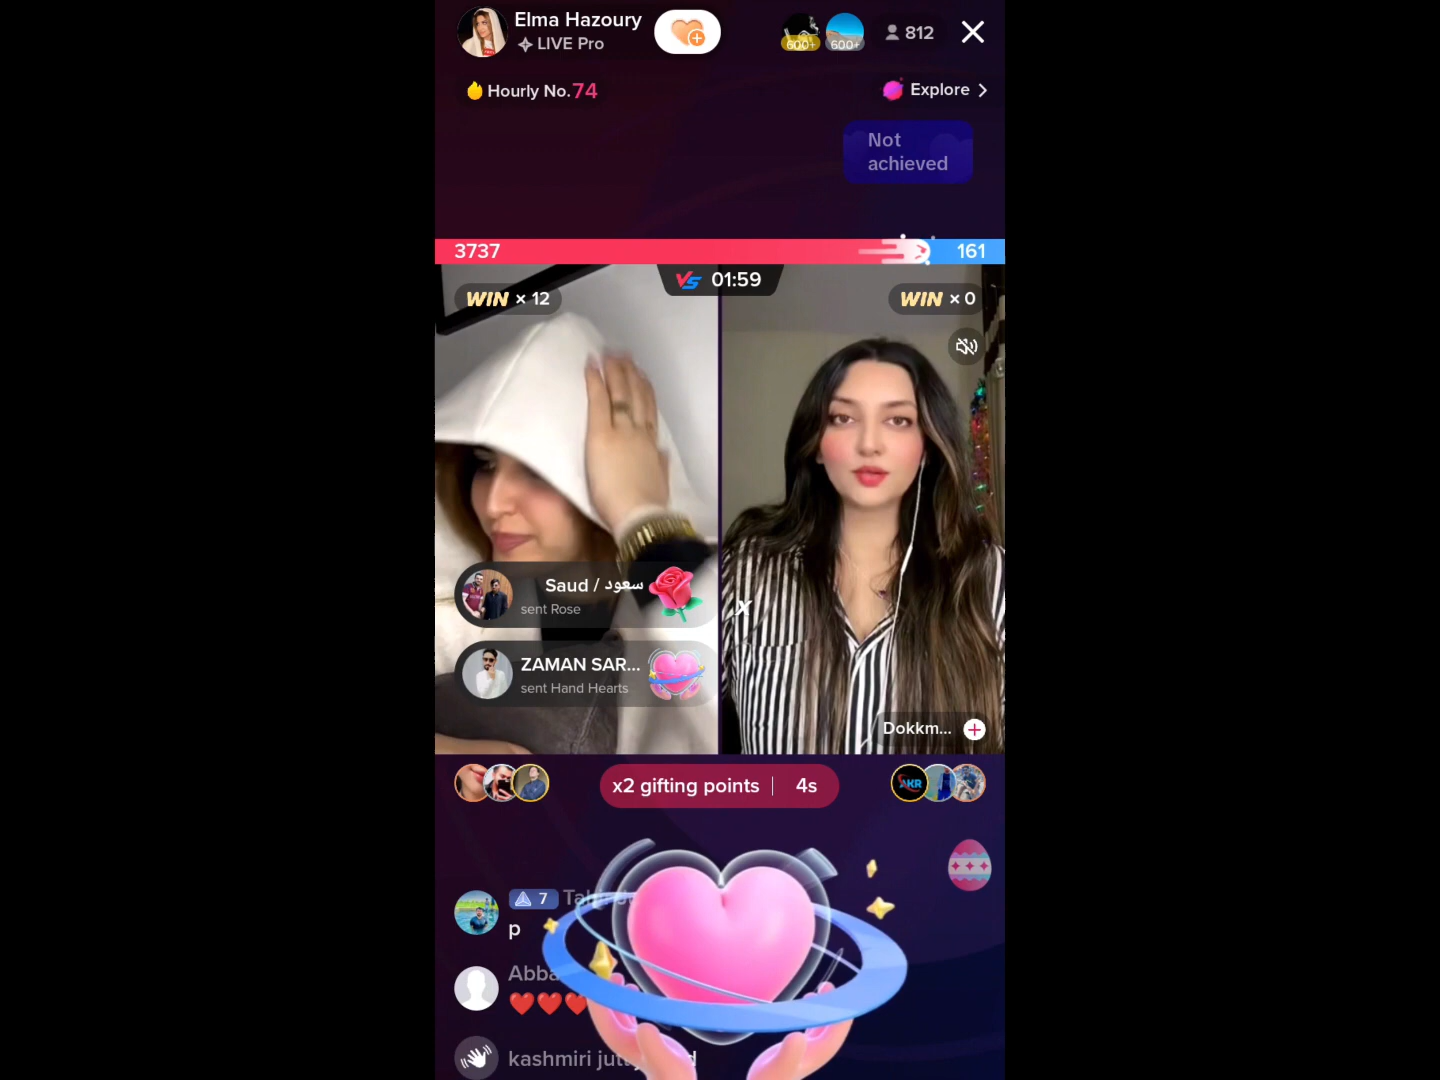 Elma Hazoury
LIVE Pro
600+
600+
812
Hourly No.74
Explore
Not
achieved
3737
161
VS 01:59
WIN × 12
WIN × 0
Saud / سعود
sent Rose
ZAMAN SAR...
sent Hand Hearts
x
Dokkm...
AKR
x2 gifting points
4s
7
p
Abba
❤️❤️❤️
kashmiri